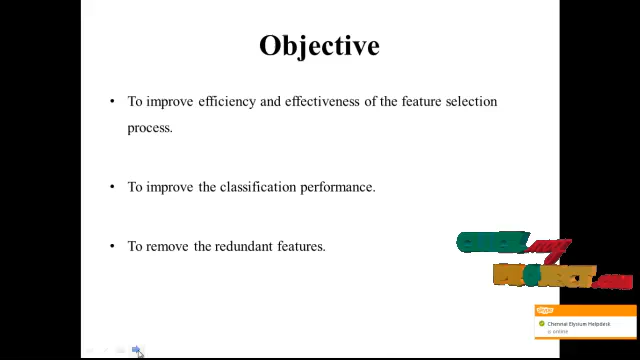 Objective
• To improve efficiency and effectiveness of the feature selection
process.
• To improve the classification performance.
• To remove the redundant features.
Chennai Elysium Helpdesk
is online